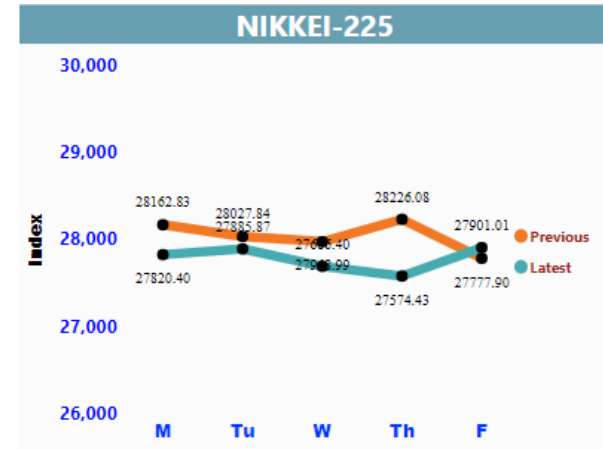 NIKKEI-225
30,000
29,000
28,000
27,000
26,000
Index
28162.83
28027.84
28226.08
27777.90
27820.40
27885.87
27574.43
27901.01
M Tu W Th F
Previous
Latest